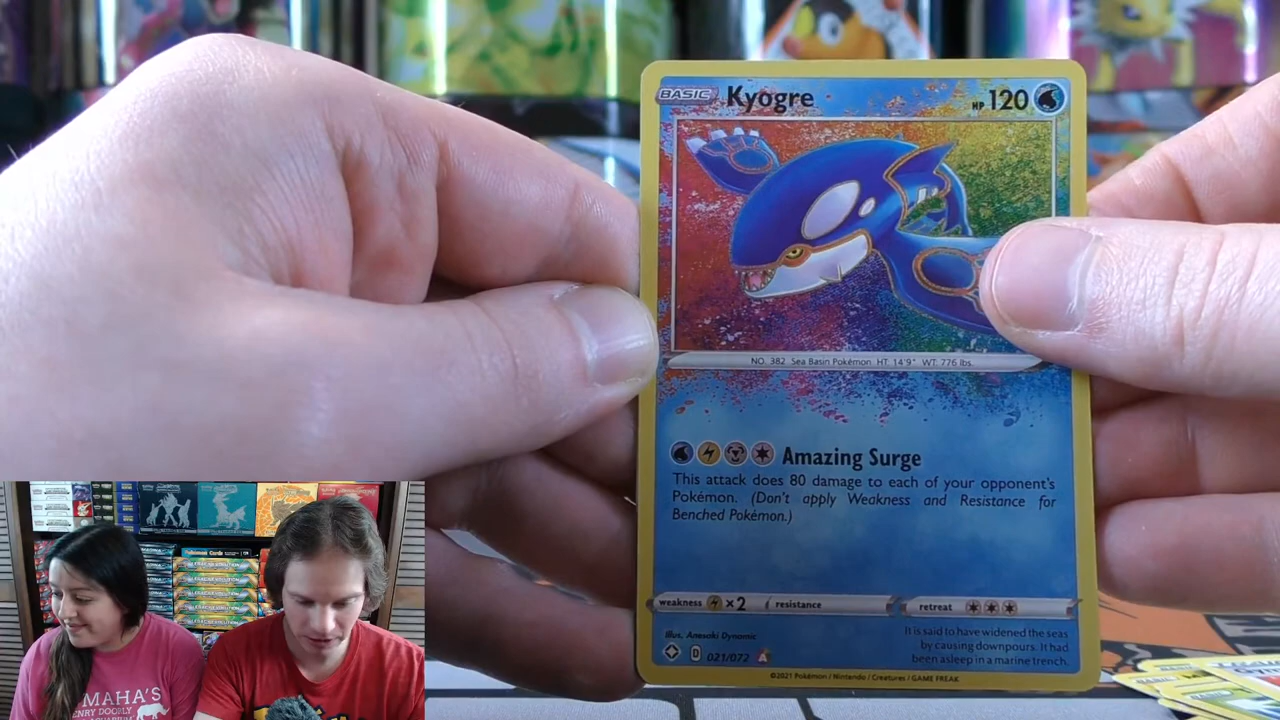 BASIC Kyogre HP 120
NO. 382 Sea Basin Pokémon HT: 14'9" WT: 776 lbs.
Amazing Surge
This attack does 80 damage to each of your opponent's
Pokémon. (Don't apply Weakness and Resistance for
Benched Pokémon.)
weakness ×2 resistance retreat
Illus. Anesaki Dynamic
D 021/072 A
It is said to have widened the seas
by causing downpours. It had
been asleep in a marine trench.
©2021 Pokémon / Nintendo / Creatures / GAME FREAK
MAHA'S
ENRY DOORLY